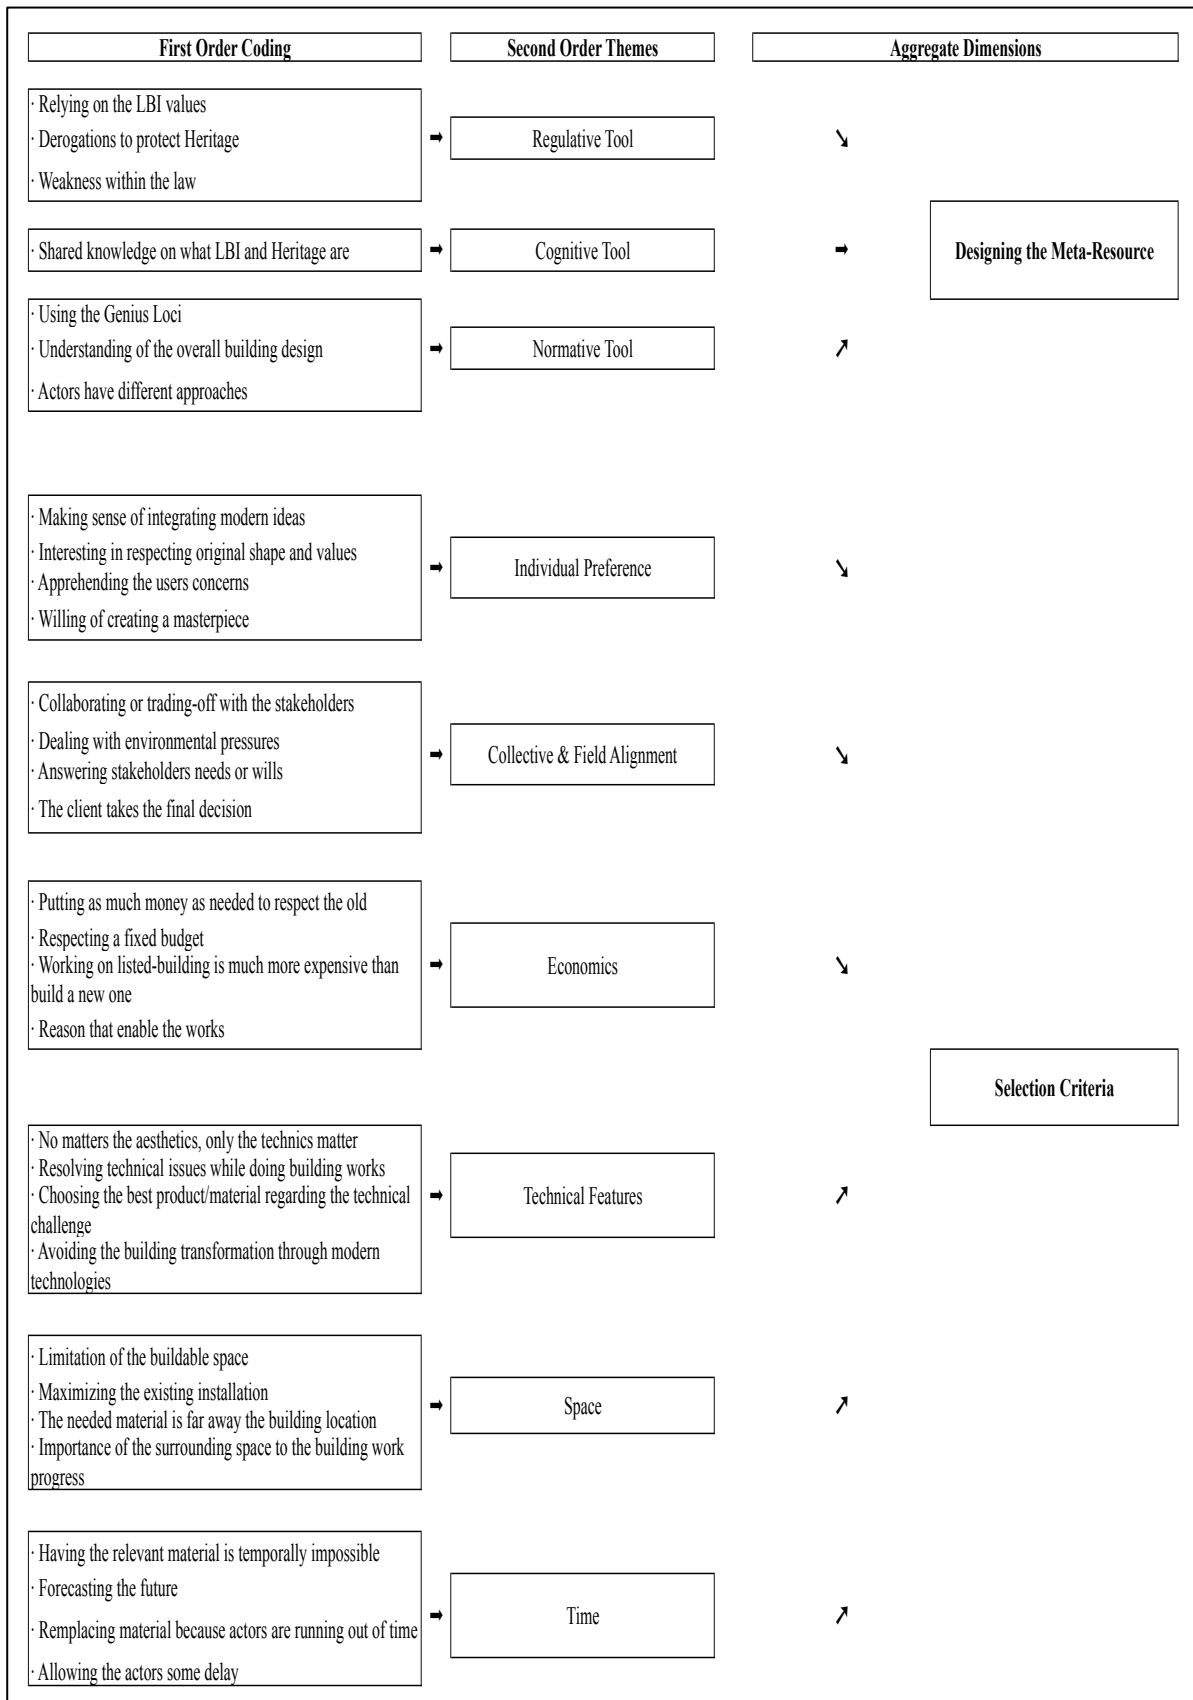 First Order Coding
Second Order Themes
Aggregate Dimensions
· Relying on the LBI values
· Derogations to protect Heritage
· Weakness within the law
➡
Regulative Tool
➘
· Shared knowledge on what LBI and Heritage are
➡
Cognitive Tool
➡
Designing the Meta-Resource
· Using the Genius Loci
· Understanding of the overall building design
· Actors have different approaches
➡
Normative Tool
➚
· Making sense of integrating modern ideas
· Interesting in respecting original shape and values
· Apprehending the users concerns
· Willing of creating a masterpiece
➡
Individual Preference
➘
· Collaborating or trading-off with the stakeholders
· Dealing with environmental pressures
· Answering stakeholders needs or wills
· The client takes the final decision
➡
Collective & Field Alignment
➘
· Putting as much money as needed to respect the old
· Respecting a fixed budget
· Working on listed-building is much more expensive than
build a new one
· Reason that enable the works
➡
Economics
➘
Selection Criteria
· No matters the aesthetics, only the technics matter
· Resolving technical issues while doing building works
· Choosing the best product/material regarding the technical
challenge
· Avoiding the building transformation through modern
technologies
➡
Technical Features
➚
· Limitation of the buildable space
· Maximizing the existing installation
· The needed material is far away the building location
· Importance of the surrounding space to the building work
progress
➡
Space
➚
· Having the relevant material is temporally impossible
· Forecasting the future
· Remplacing material because actors are running out of time
· Allowing the actors some delay
➡
Time
➚